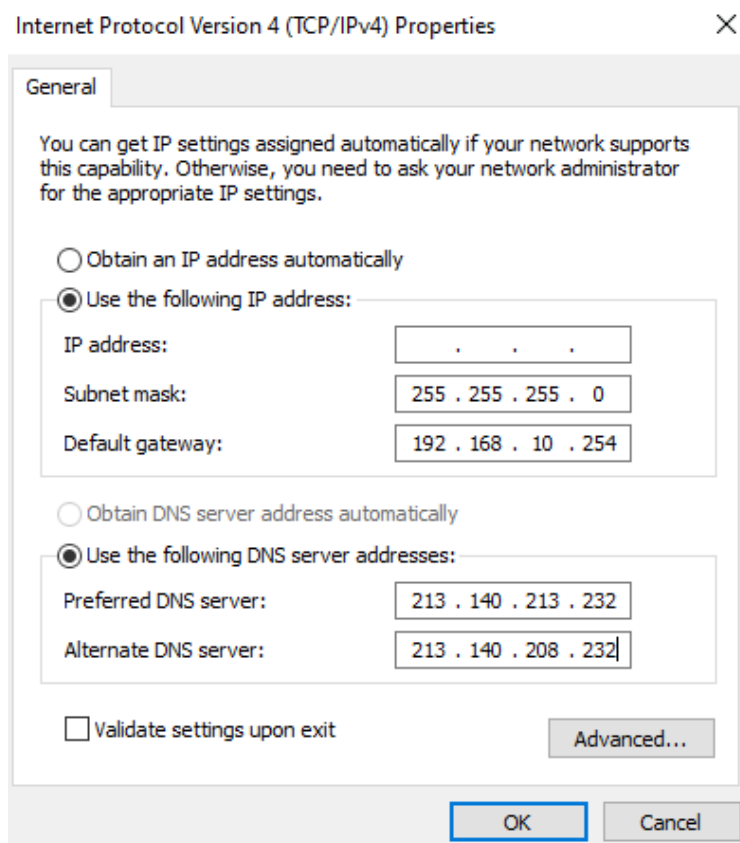 Internet Protocol Version 4 (TCP/IPv4) Properties
General
You can get IP settings assigned automatically if your network supports
this capability. Otherwise, you need to ask your network administrator
for the appropriate IP settings.
Obtain an IP address automatically
Use the following IP address:
IP address: . . .
Subnet mask: 255 . 255 . 255 . 0
Default gateway: 192 . 168 . 10 . 254
Obtain DNS server address automatically
Use the following DNS server addresses:
Preferred DNS server: 213 . 140 . 213 . 232
Alternate DNS server: 213 . 140 . 208 . 232
Validate settings upon exit
Advanced...
OK Cancel